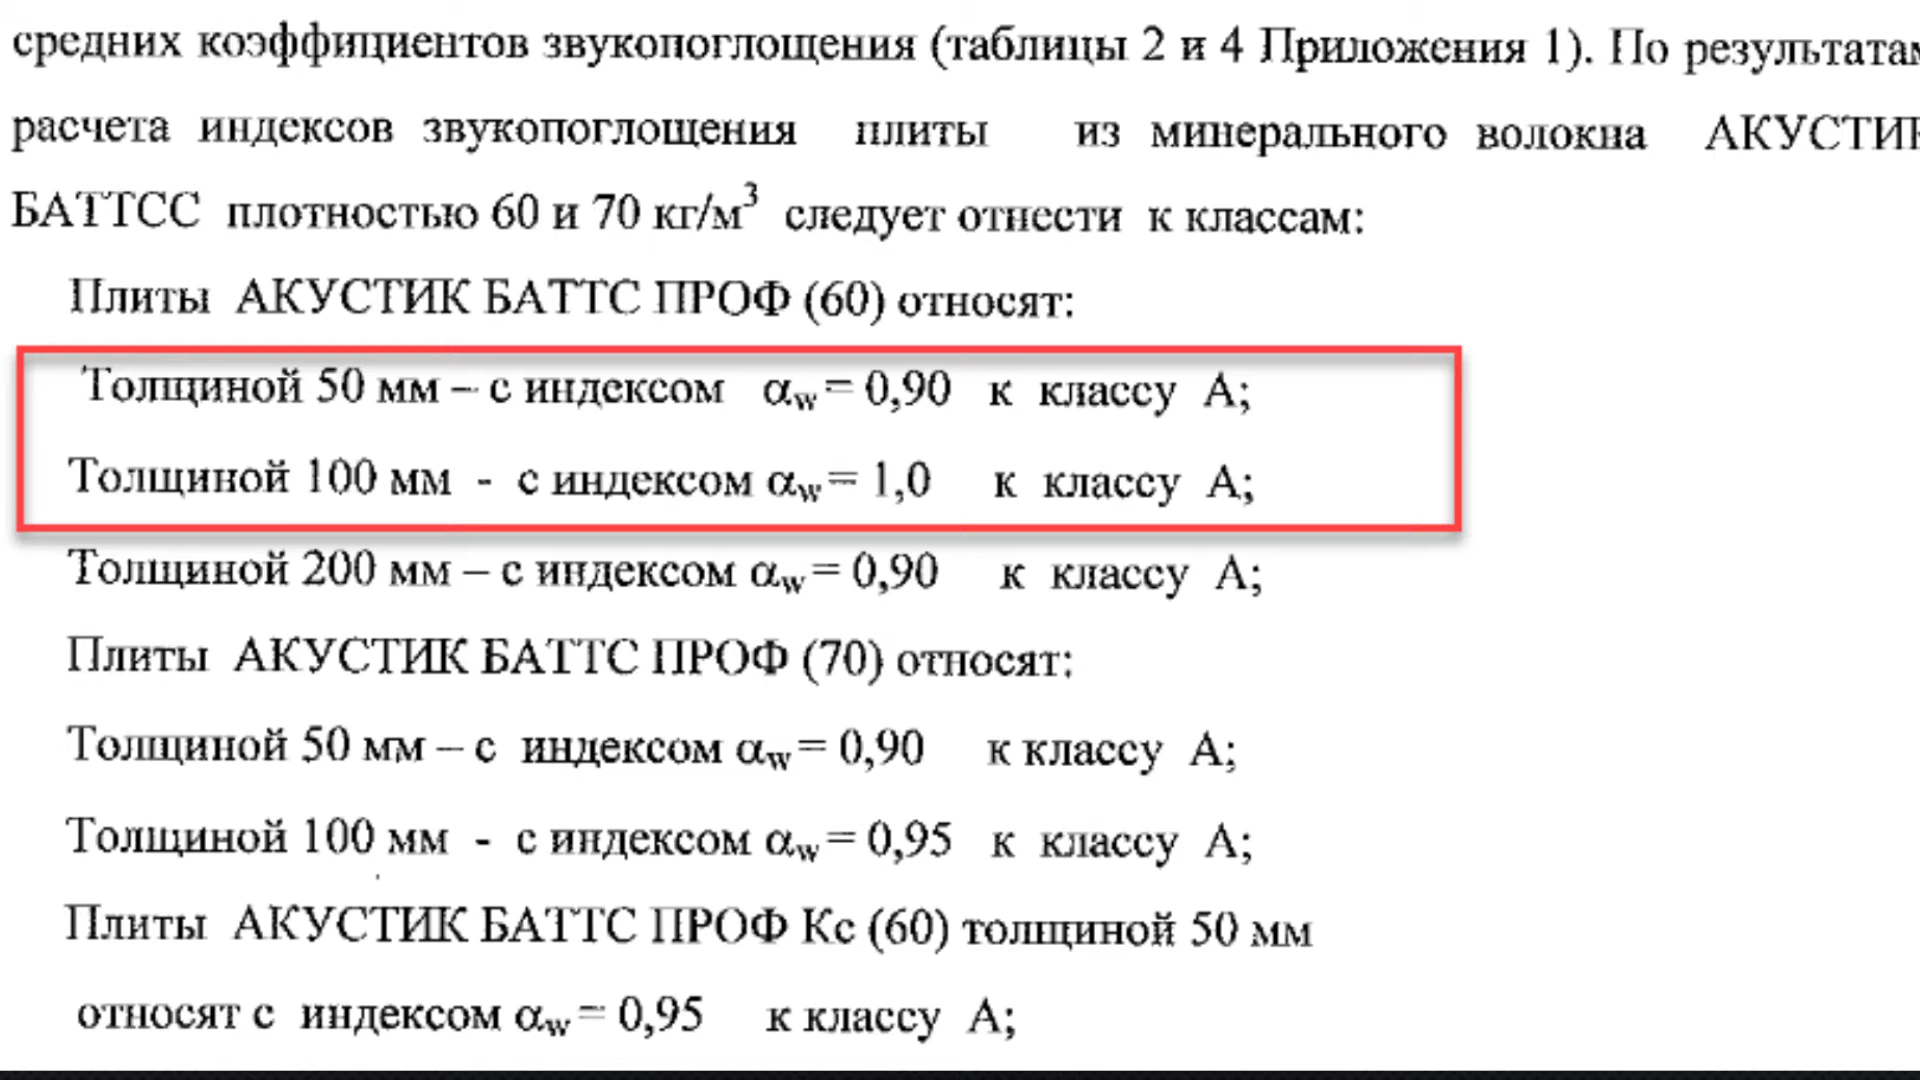 средних коэффициентов звукопоглощения (таблицы 2 и 4 Приложения 1). По результатам
расчета индексов звукопоглощения плиты из минерального волокна АКУСТИК
БАТТСС плотностью 60 и 70 кг/м³ следует отнести к классам:
Плиты АКУСТИК БАТТС ПРОФ (60) относят:
Толщиной 50 мм – с индексом αw = 0,90 к классу А;
Толщиной 100 мм - с индексом αw = 1,0 к классу А;
Толщиной 200 мм – с индексом αw = 0,90 к классу А;
Плиты АКУСТИК БАТТС ПРОФ (70) относят:
Толщиной 50 мм – с индексом αw = 0,90 к классу А;
Толщиной 100 мм - с индексом αw = 0,95 к классу А;
Плиты АКУСТИК БАТТС ПРОФ Кс (60) толщиной 50 мм
относят с индексом αw = 0,95 к классу А;